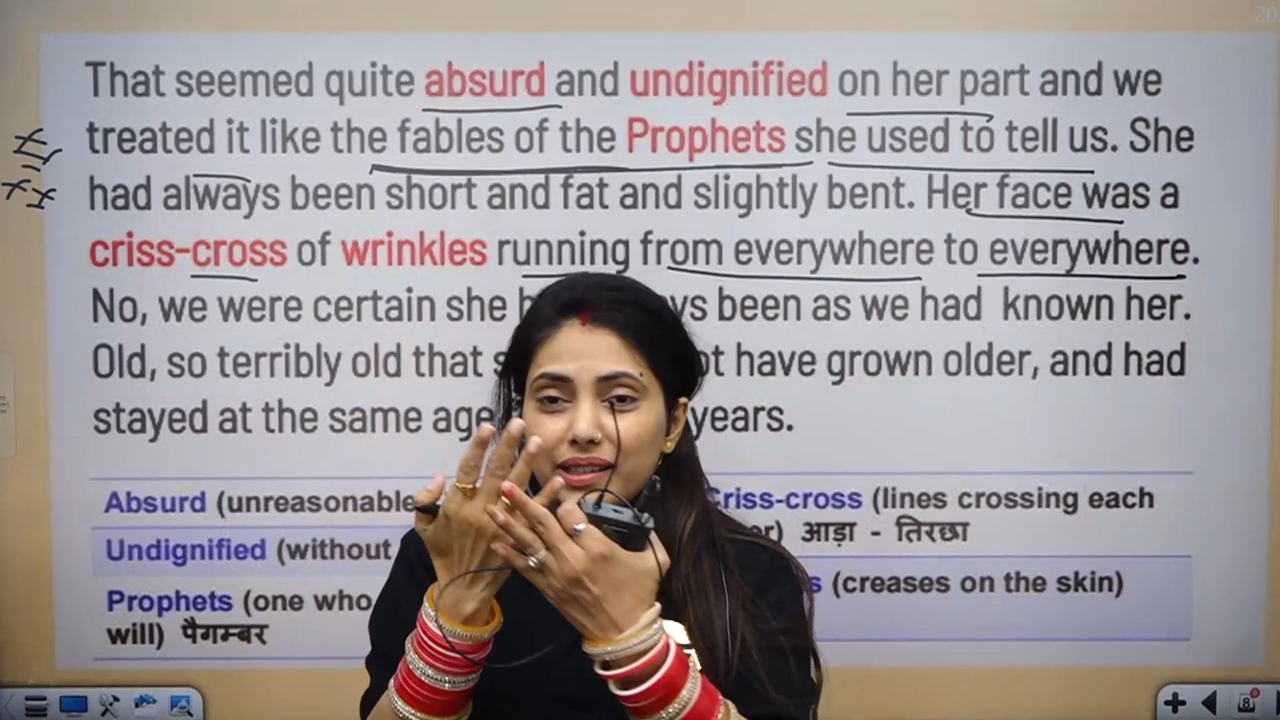 That seemed quite absurd and undignified on her part and we
treated it like the fables of the Prophets she used to tell us. She
had always been short and fat and slightly bent. Her face was a
criss-cross of wrinkles running from everywhere to everywhere.
No, we were certain she been as we had known her.
Old, so terribly old that have grown older, and had
stayed at the same age years.
Absurd (unreasonable
Undignified (without
Prophets (one who
will) पैगम्बर
Criss-cross (lines crossing each
आड़ा - तिरछा
(creases on the skin)